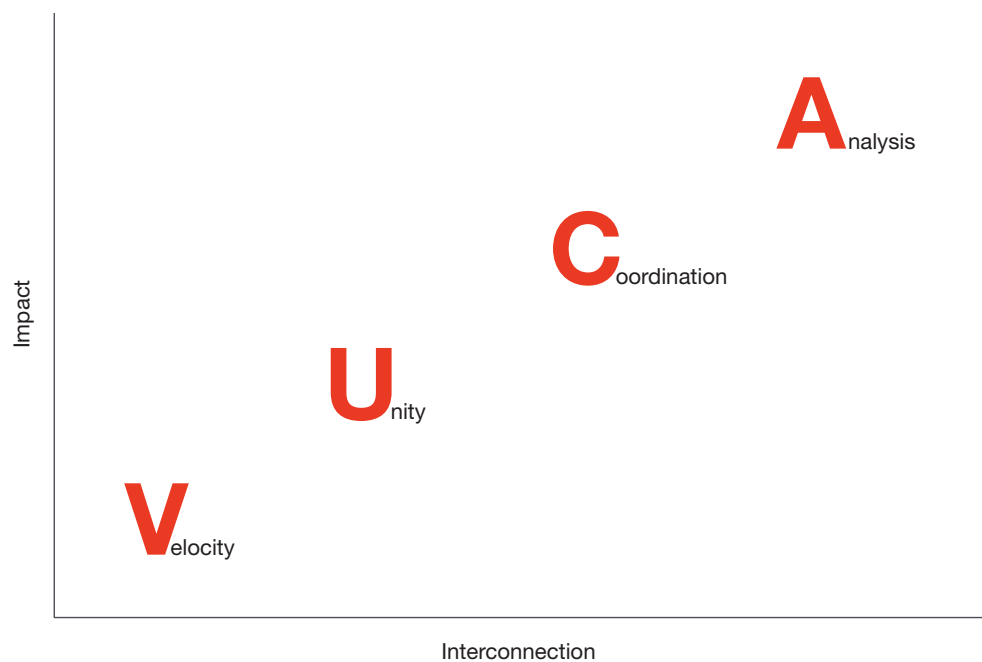 Analysis
Coordination
Impact
Unity
Velocity
Interconnection